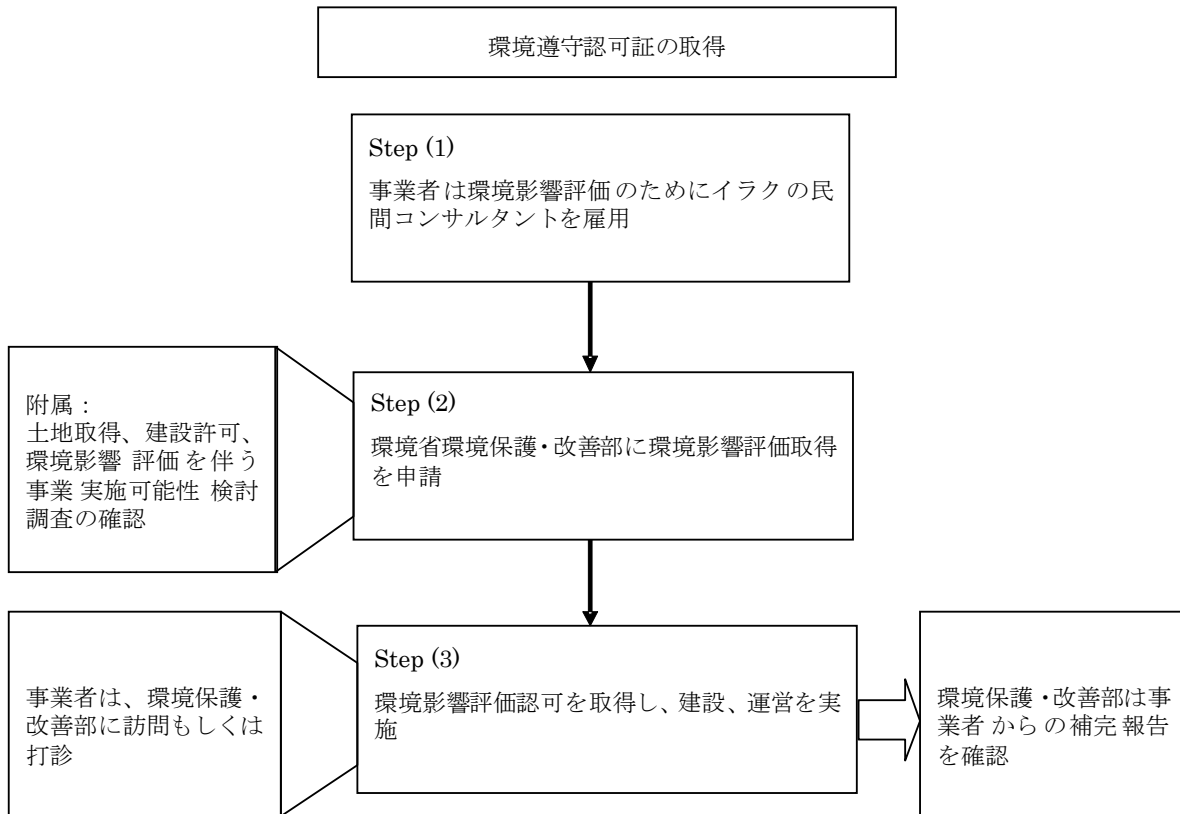 環境遵守認可証の取得
Step (1)
事業者は環境影響評価のためにイラクの民
間コンサルタントを雇用
附属：
土地取得、建設許可、
環境影響 評価を伴う
事業 実施可能性 検討
調査の確認
Step (2)
環境省環境保護・改善部に環境影響評価取得
を申請
事業者は、環境保護・
改善部に訪問もしくは
打診
Step (3)
環境影響評価認可を取得し、建設、運営を実
施
環境保護・改善部は事
業者 からの補完報告
を確認